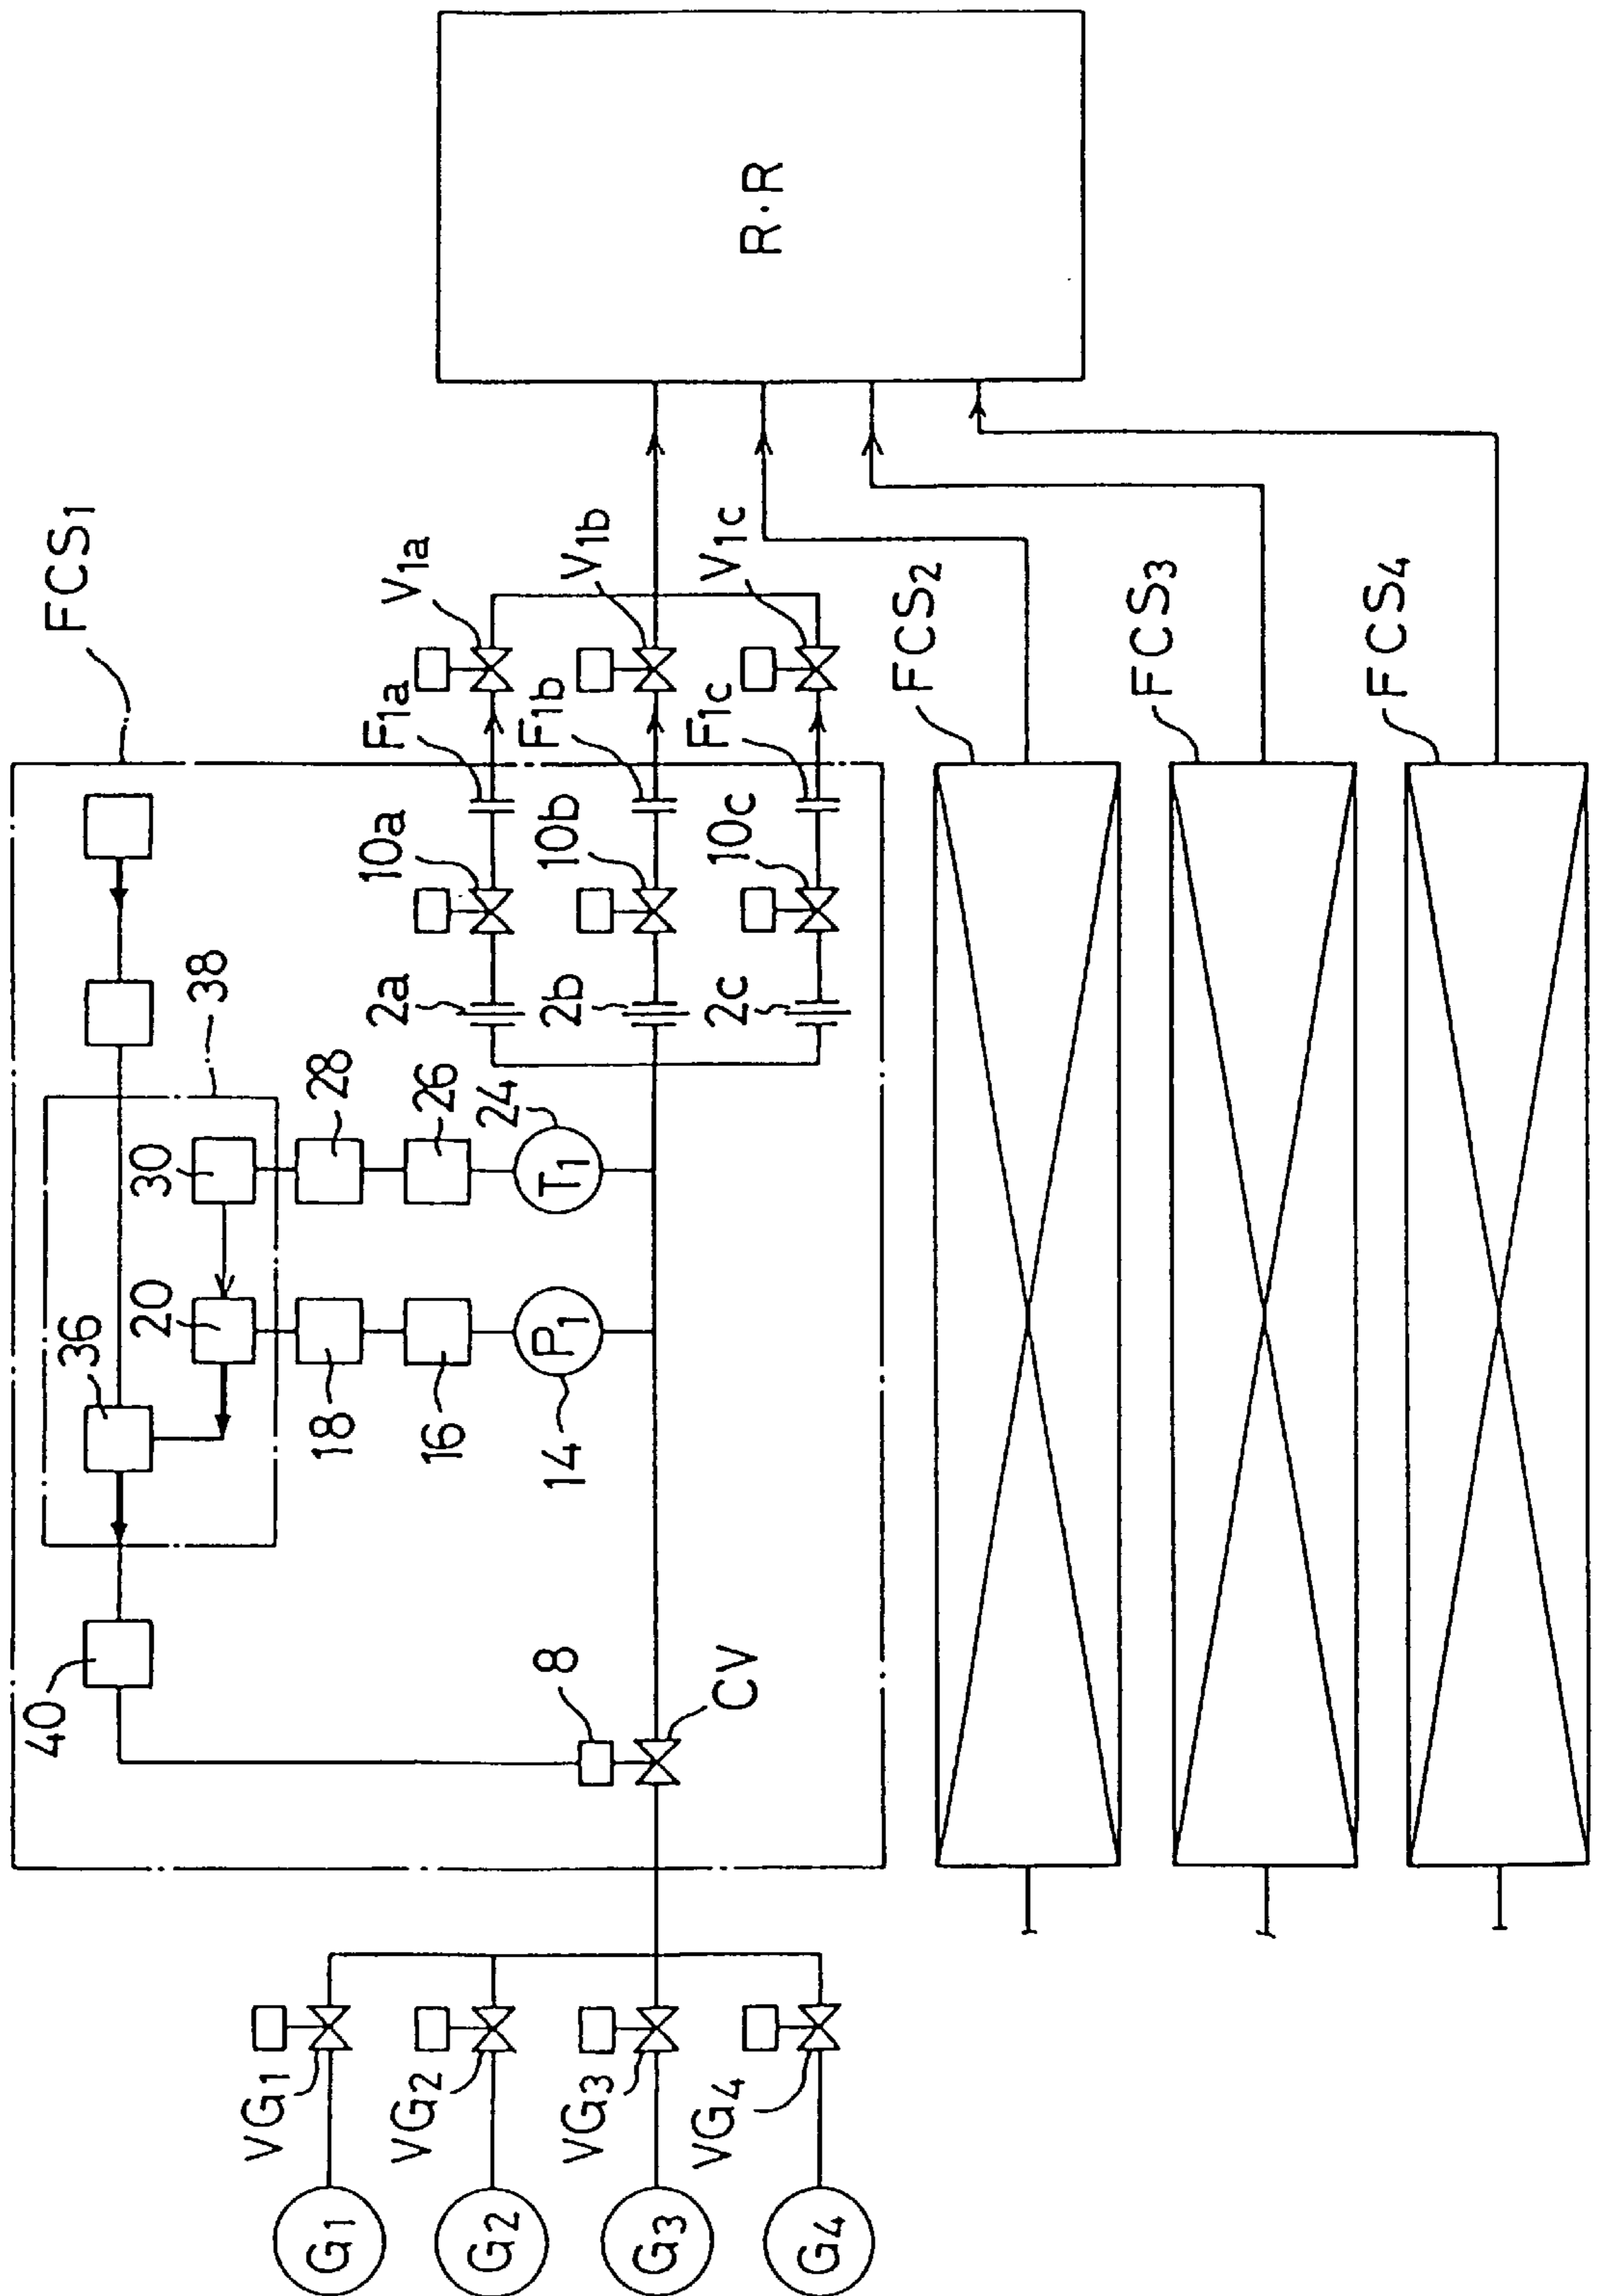 R·R
FCS1
V1a
V1b
V1c
F1a
F1b
F1c
10a
10b
10c
2a
2b
2c
38
30
28
26
24
T1
36
20
18
16
14
P1
40
8
CV
FCS2
FCS3
FCS4
VG1
VG2
VG3
VG4
G1
G2
G3
G4